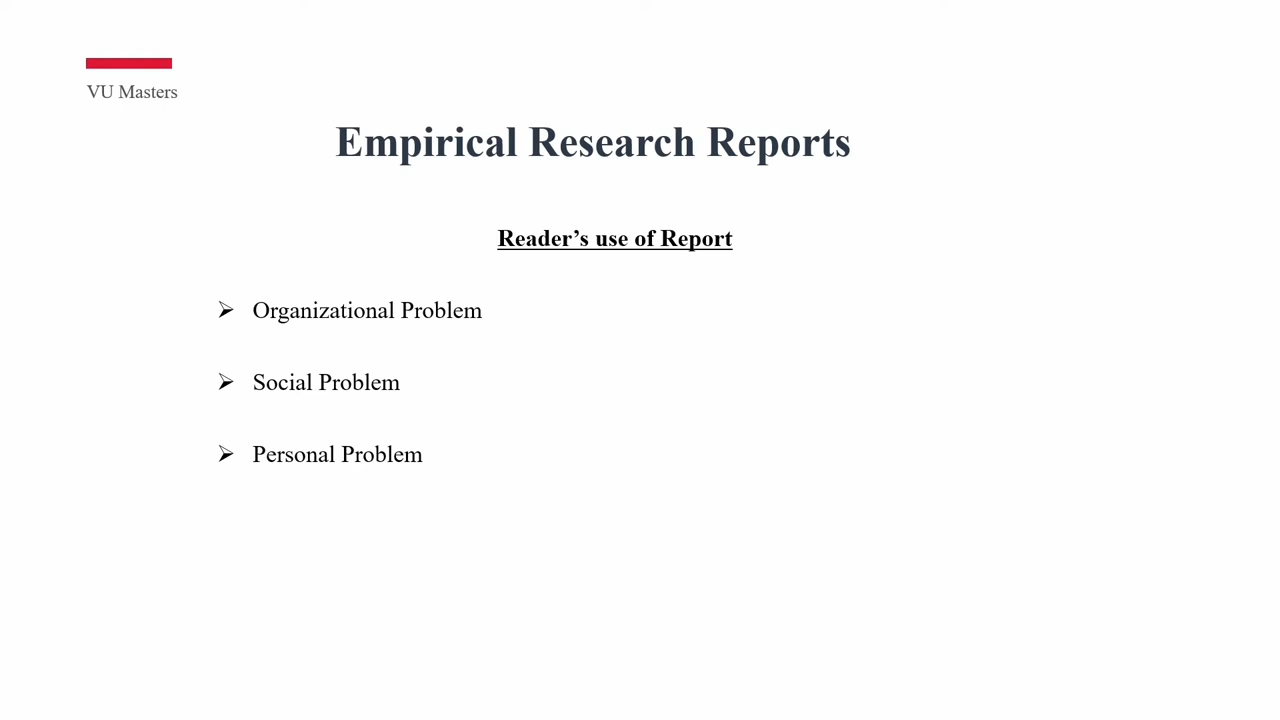 VU Masters
Empirical Research Reports
Reader’s use of Report
➢ Organizational Problem
➢ Social Problem
➢ Personal Problem